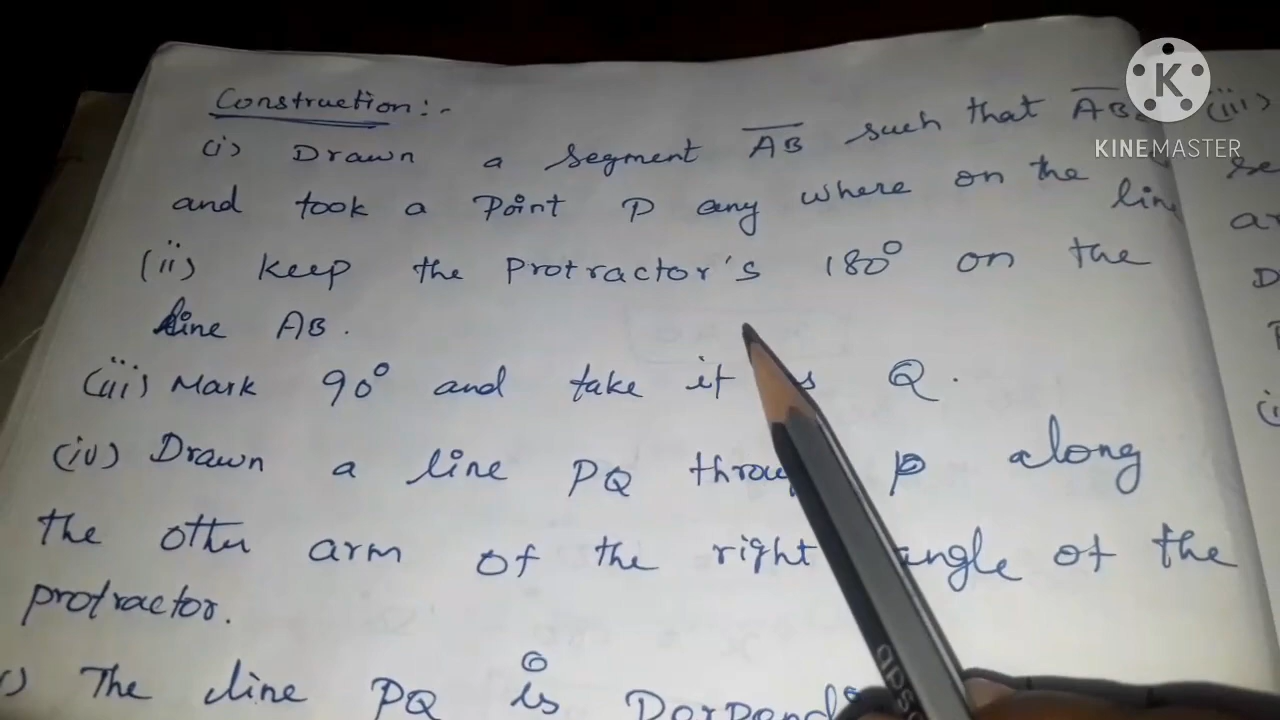 Construction:-
(i) Drawn a segment AB such that AB
and took a Point P any where on the line
(ii) Keep the Protractor's 180° on the
line AB.
(iii) Mark 90° and take it Q.
(iv) Drawn a line PQ through P along
the other arm of the right angle of the
protractor.
The line PQ is
(iii)
K
KINEMASTER
apsara